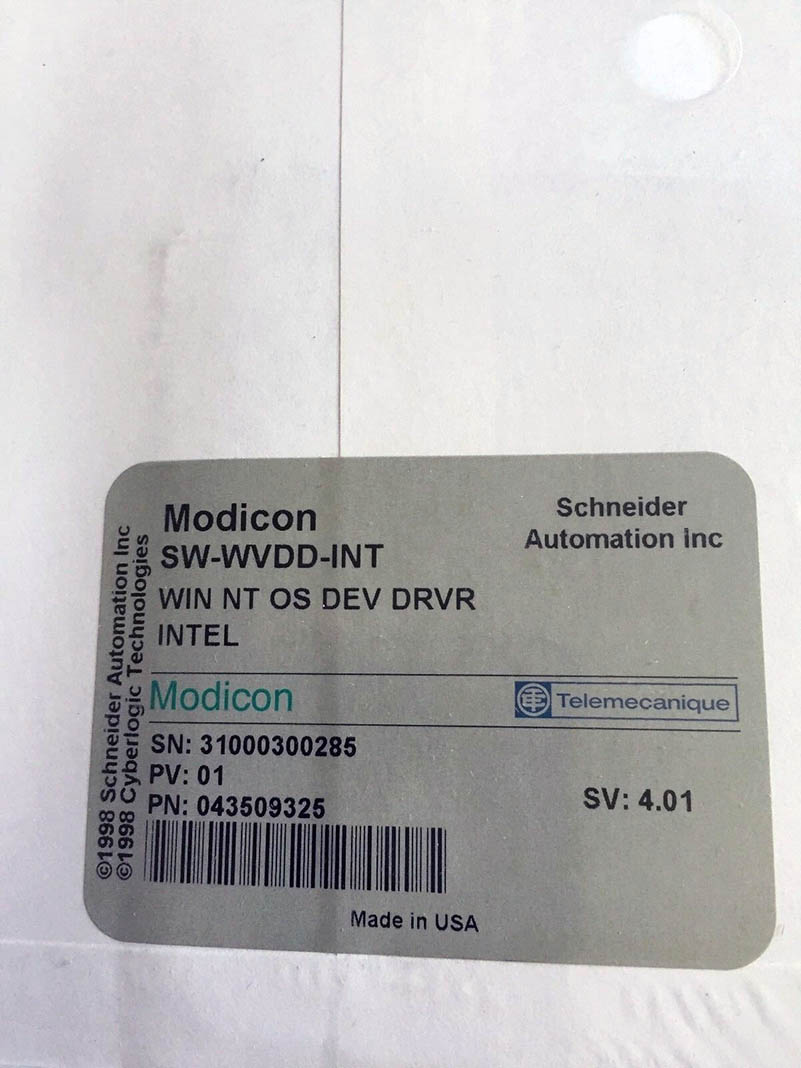 Modicon
SW-WVDD-INT
WIN NT OS DEV DRVR
INTEL
Schneider
Automation Inc
Modicon
Telemecanique
SN: 31000300285
PV: 01
PN: 043509325
SV: 4.01
Made in USA
©1998 Schneider Automation Inc
©1998 Cyberlogic Technologies